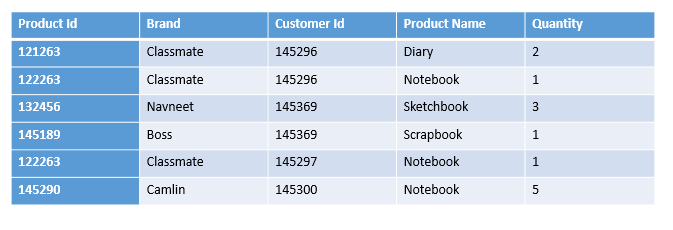 Product Id Brand Customer Id Product Name Quantity
121263 Classmate 145296 Diary 2
122263 Classmate 145296 Notebook 1
132456 Navneet 145369 Sketchbook 3
145189 Boss 145369 Scrapbook 1
122263 Classmate 145297 Notebook 1
145290 Camlin 145300 Notebook 5